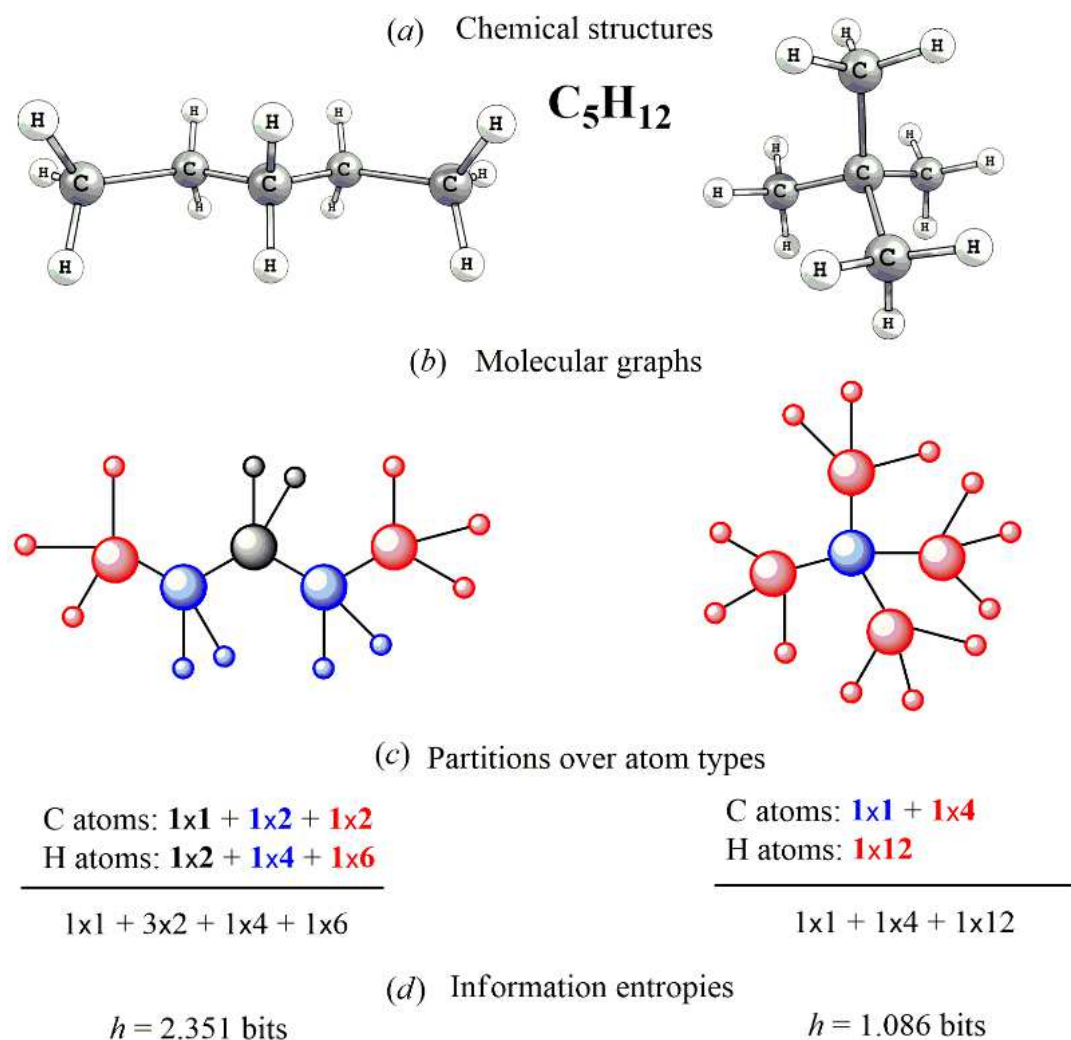 (a) Chemical structures
C₅H₁₂
H H H H H
H C C C C C H
H H H H H
H H H
C
H H
H C C C H
H H
H C H
H
(b) Molecular graphs
(c) Partitions over atom types
C atoms: 1x1 + 1x2 + 1x2
H atoms: 1x2 + 1x4 + 1x6
1x1 + 3x2 + 1x4 + 1x6
C atoms: 1x1 + 1x4
H atoms: 1x12
1x1 + 1x4 + 1x12
(d) Information entropies
h = 2.351 bits
h = 1.086 bits